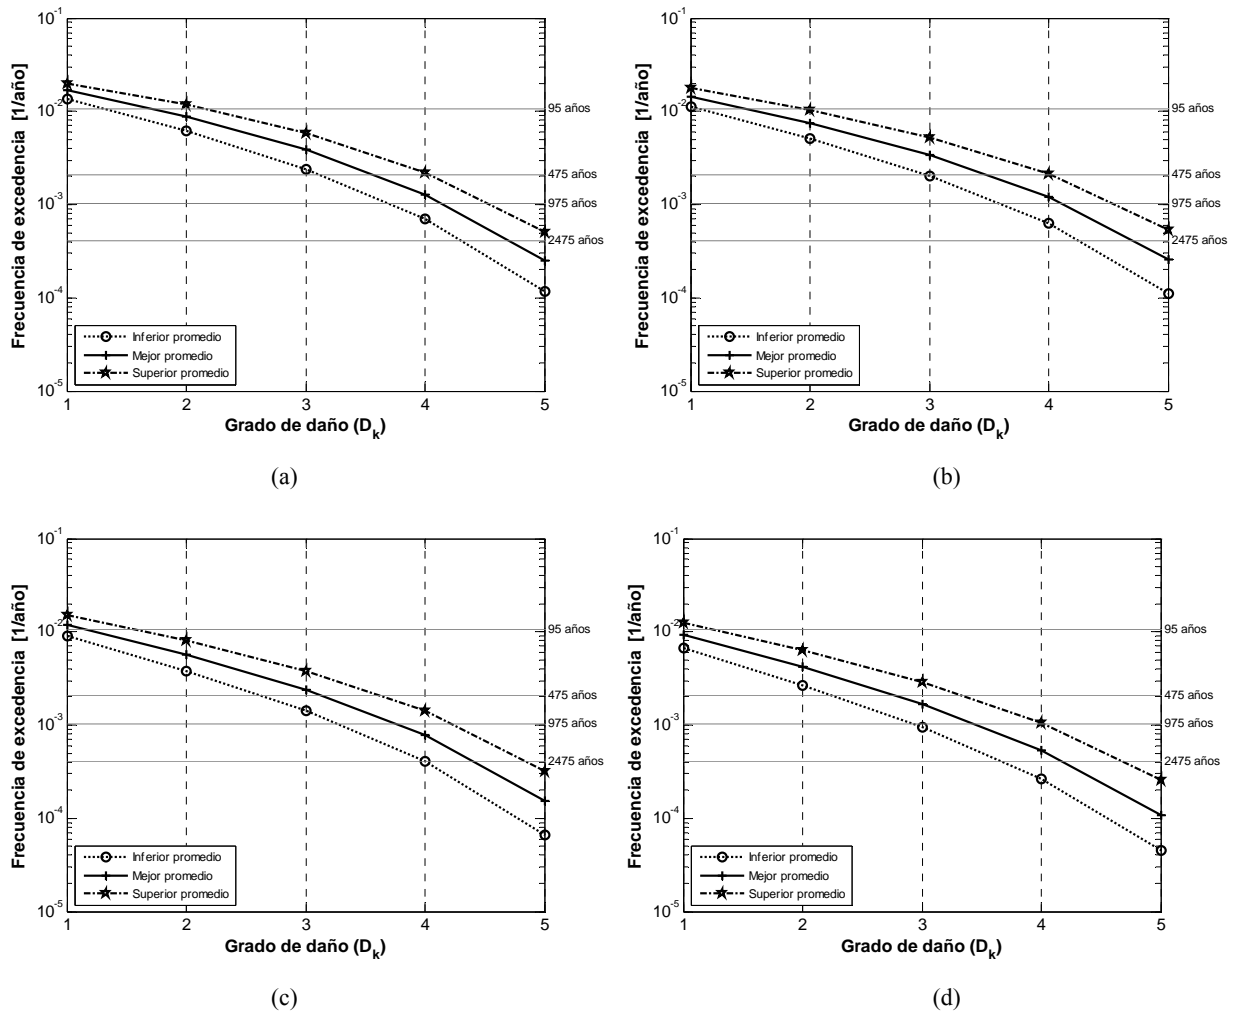 10^-1
10^-2
10^-3
10^-4
10^-5
Frecuencia de excedencia [1/año]
95 años
475 años
975 años
2475 años
Inferior promedio
Mejor promedio
Superior promedio
1 2 3 4 5
Grado de daño (D_k)
(a)
10^-1
10^-2
10^-3
10^-4
10^-5
Frecuencia de excedencia [1/año]
95 años
475 años
975 años
2475 años
Inferior promedio
Mejor promedio
Superior promedio
1 2 3 4 5
Grado de daño (D_k)
(b)
10^-1
10^-2
10^-3
10^-4
10^-5
Frecuencia de excedencia [1/año]
95 años
475 años
975 años
2475 años
Inferior promedio
Mejor promedio
Superior promedio
1 2 3 4 5
Grado de daño (D_k)
(c)
10^-1
10^-2
10^-3
10^-4
10^-5
Frecuencia de excedencia [1/año]
95 años
475 años
975 años
2475 años
Inferior promedio
Mejor promedio
Superior promedio
1 2 3 4 5
Grado de daño (D_k)
(d)